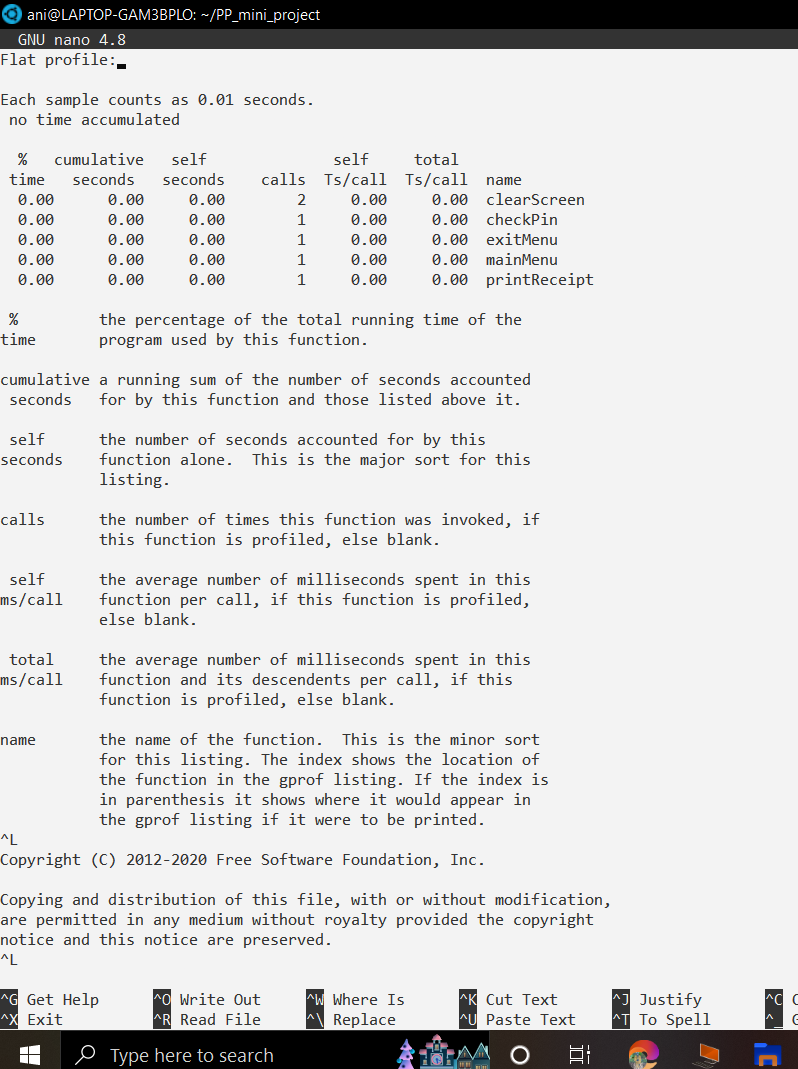 ani@LAPTOP-GAM3BPLO: ~/PP_mini_project
GNU nano 4.8
Flat profile:
Each sample counts as 0.01 seconds.
 no time accumulated
  %   cumulative   self              self     total
 time   seconds   seconds    calls  Ts/call  Ts/call  name
  0.00      0.00     0.00        2     0.00     0.00  clearScreen
  0.00      0.00     0.00        1     0.00     0.00  checkPin
  0.00      0.00     0.00        1     0.00     0.00  exitMenu
  0.00      0.00     0.00        1     0.00     0.00  mainMenu
  0.00      0.00     0.00        1     0.00     0.00  printReceipt
 %         the percentage of the total running time of the
time       program used by this function.
cumulative a running sum of the number of seconds accounted
 seconds   for by this function and those listed above it.
 self      the number of seconds accounted for by this
seconds    function alone.  This is the major sort for this
           listing.
calls      the number of times this function was invoked, if
           this function is profiled, else blank.
 self      the average number of milliseconds spent in this
ms/call    function per call, if this function is profiled,
           else blank.
 total     the average number of milliseconds spent in this
ms/call    function and its descendents per call, if this
           function is profiled, else blank.
name       the name of the function.  This is the minor sort
           for this listing. The index shows the location of
           the function in the gprof listing. If the index is
           in parenthesis it shows where it would appear in
           the gprof listing if it were to be printed.
^L
Copyright (C) 2012-2020 Free Software Foundation, Inc.
Copying and distribution of this file, with or without modification,
are permitted in any medium without royalty provided the copyright
notice and this notice are preserved.
^L
^G Get Help ^O Write Out ^W Where Is ^K Cut Text ^J Justify ^C
^X Exit ^R Read File ^\ Replace ^U Paste Text ^T To Spell ^_
Type here to search